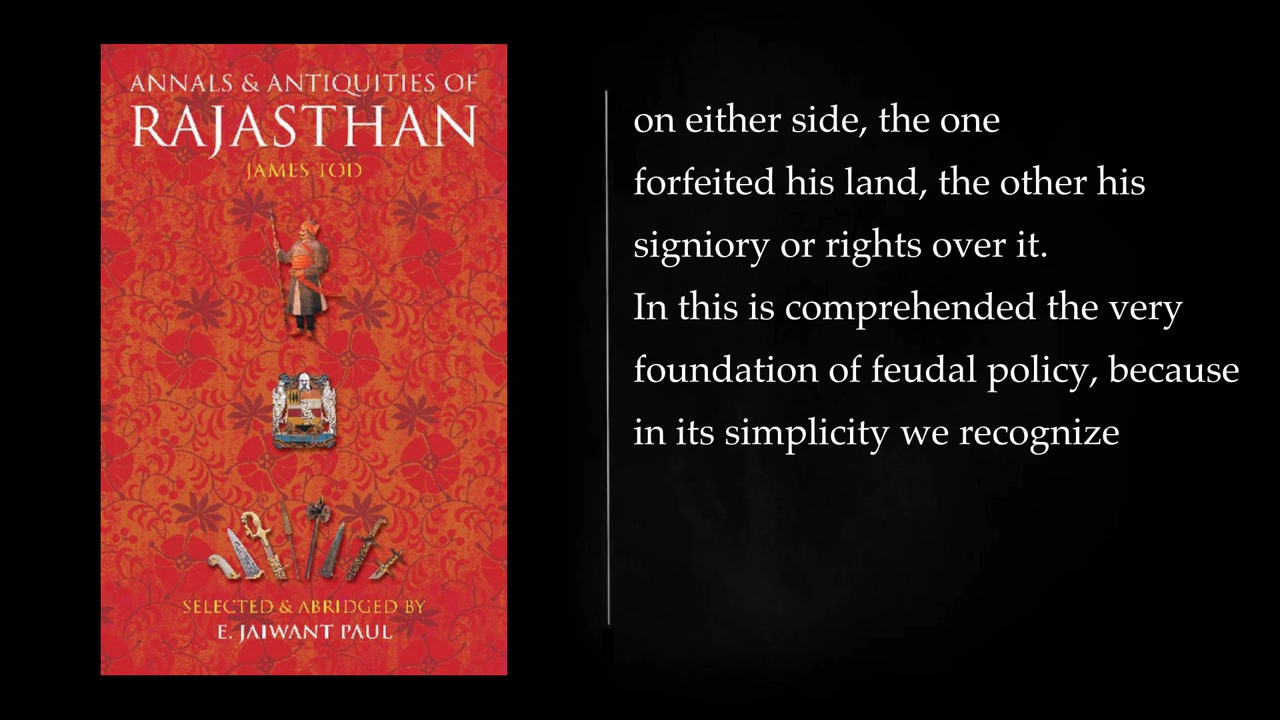 ANNALS & ANTIQUITIES OF
RAJASTHAN
JAMES TOD
SELECTED & ABRIDGED BY
E. JAIWANT PAUL
on either side, the one
forfeited his land, the other his
signiory or rights over it.
In this is comprehended the very
foundation of feudal policy, because
in its simplicity we recognize